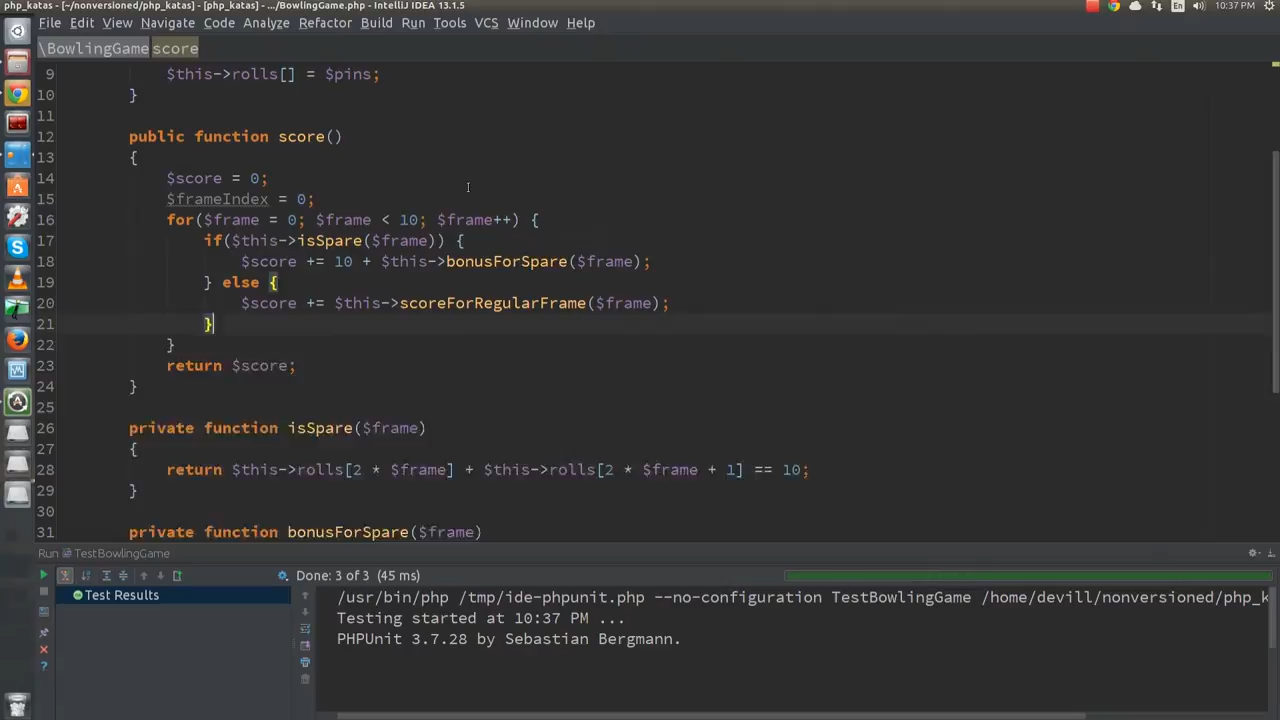 php_katas - [~/nonversioned/php_katas] - [php_katas] - .../BowlingGame.php - IntelliJ IDEA 13.1.5
En
10:37 PM
File Edit View Navigate Code Analyze Refactor Build Run Tools VCS Window Help
\BowlingGame score
9 $this->rolls[] = $pins;
10 }
11
12 public function score()
13 {
14 $score = 0;
15 $frameIndex = 0;
16 for($frame = 0; $frame < 10; $frame++) {
17 if($this->isSpare($frame)) {
18 $score += 10 + $this->bonusForSpare($frame);
19 } else {
20 $score += $this->scoreForRegularFrame($frame);
21 }
22 }
23 return $score;
24 }
25
26 private function isSpare($frame)
27 {
28 return $this->rolls[2 * $frame] + $this->rolls[2 * $frame + 1] == 10;
29 }
30
31 private function bonusForSpare($frame)
Run TestBowlingGame
Done: 3 of 3 (45 ms)
Test Results
/usr/bin/php /tmp/ide-phpunit.php --no-configuration TestBowlingGame /home/devill/nonversioned/php_k
Testing started at 10:37 PM ...
PHPUnit 3.7.28 by Sebastian Bergmann.